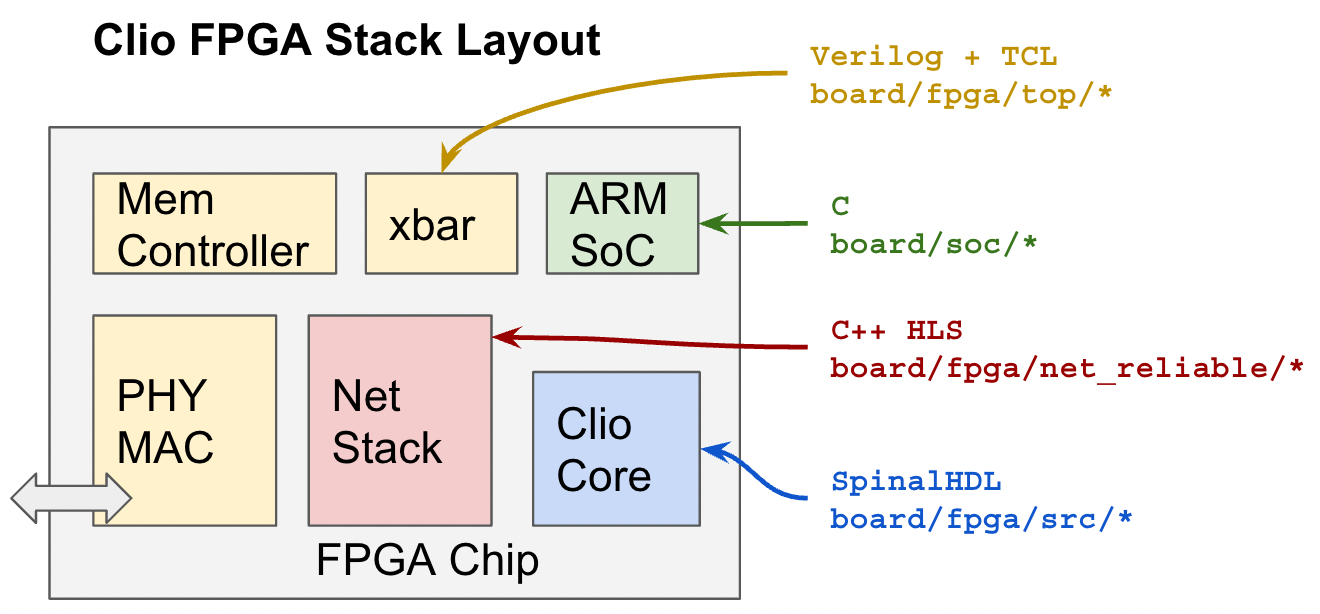 Clio FPGA Stack Layout
Verilog + TCL
board/fpga/top/*
Mem
Controller
xbar
ARM
SoC
C
board/soc/*
PHY
MAC
Net
Stack
C++ HLS
board/fpga/net_reliable/*
Clio
Core
SpinalHDL
board/fpga/src/*
FPGA Chip